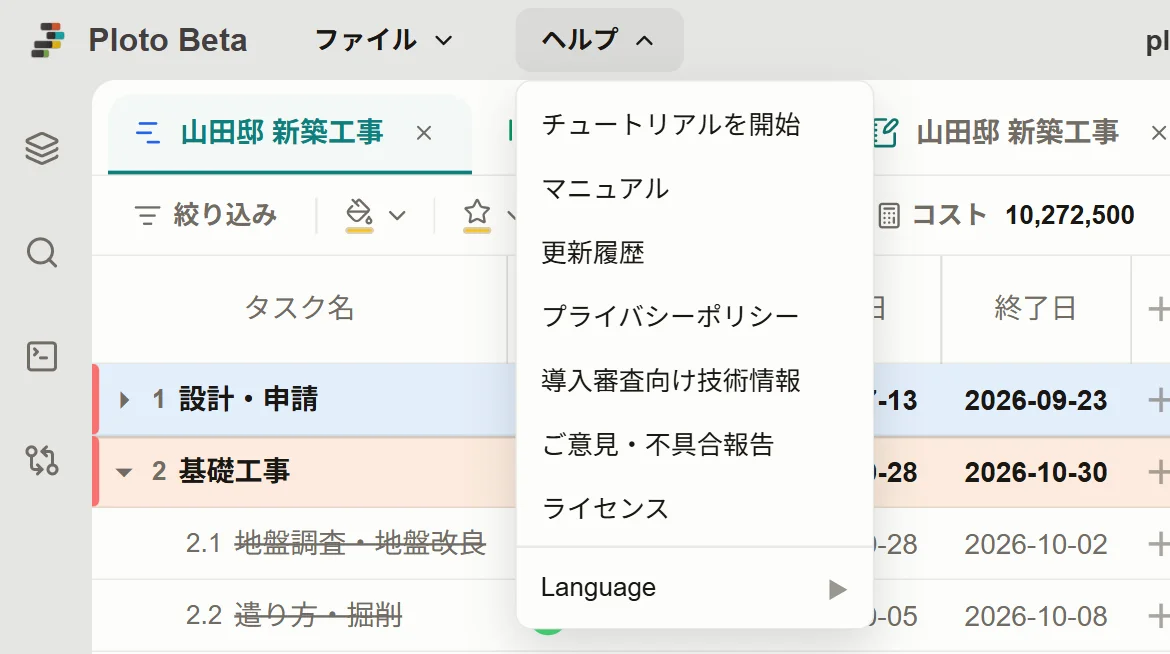 Ploto Beta
ファイル
ヘルプ
pl
山田邸 新築工事
山田邸 新築工事
絞り込み
コスト 10,272,500
チュートリアルを開始
マニュアル
更新履歴
プライバシーポリシー
導入審査向け技術情報
ご意見・不具合報告
ライセンス
Language
タスク名
日
終了日
1 設計・申請
-13
2026-09-23
2 基礎工事
-28
2026-10-30
2.1 地盤調査・地盤改良
-28
2026-10-02
2.2 遣り方・掘削
-05
2026-10-08